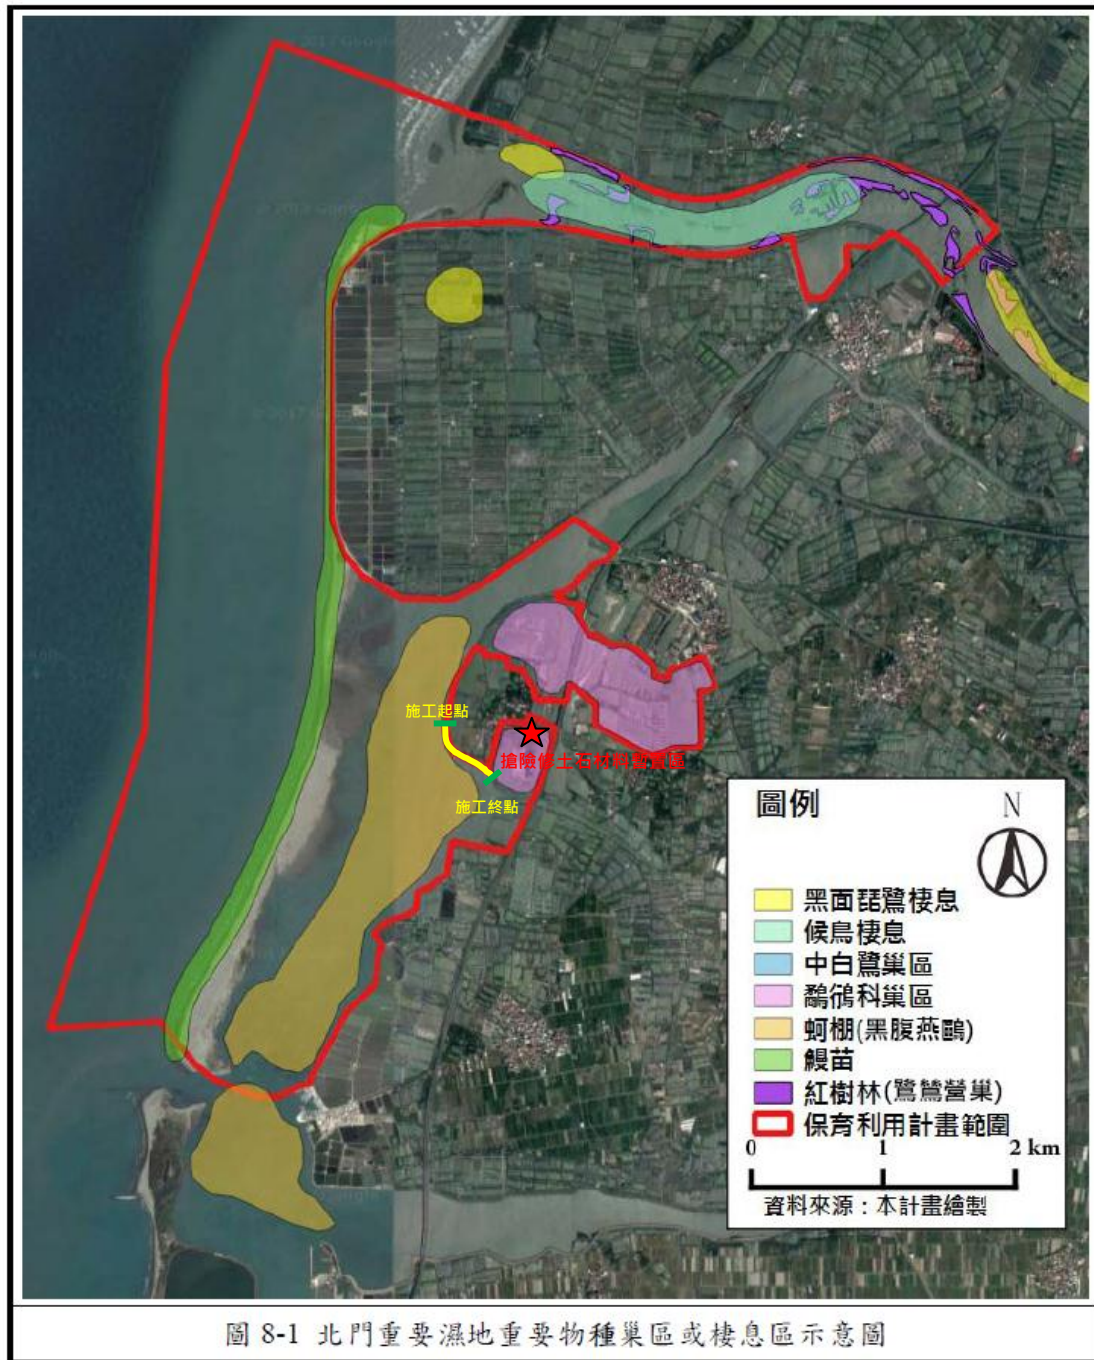 施工起點
搶險修土石材料暫置區
施工終點
圖例
N
黑面琵鷺棲息
候鳥棲息
中白鷺巢區
鷸鴴科巢區
蚵棚(黑腹燕鷗)
鰻苗
紅樹林(鷺鷥營巢)
保育利用計畫範圍
0 1 2 km
資料來源：本計畫繪製
圖 8-1 北門重要濕地重要物種巢區或棲息區示意圖